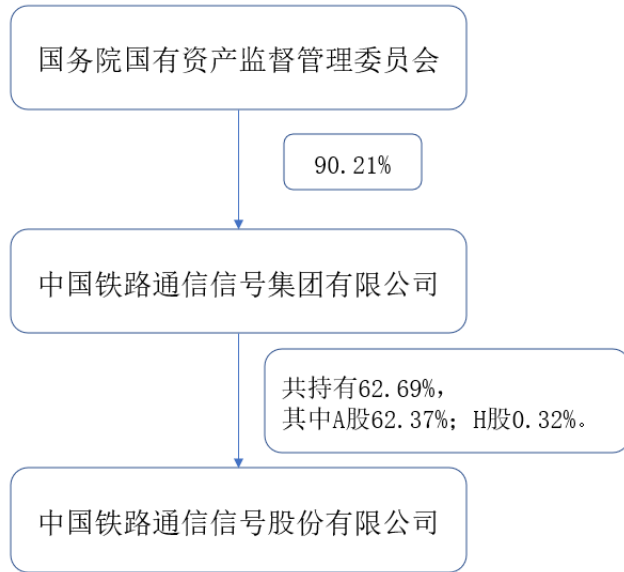 国务院国有资产监督管理委员会
90.21%
中国铁路通信信号集团有限公司
共持有62.69%，
其中A股62.37%；H股0.32%。
中国铁路通信信号股份有限公司